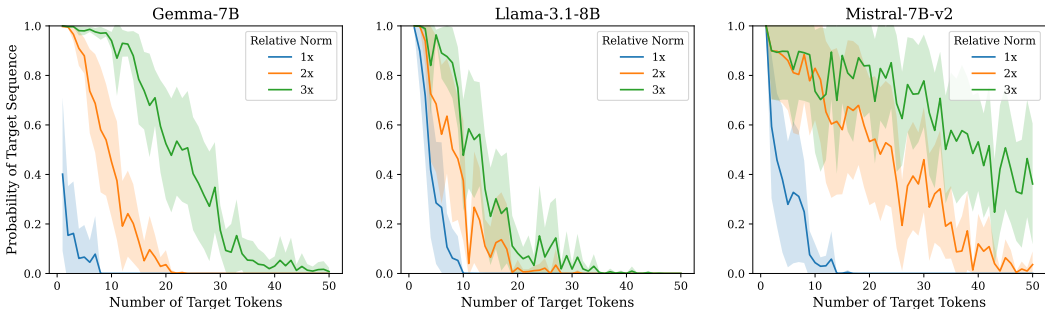 Gemma-7B
Probability of Target Sequence
1.0
0.8
0.6
0.4
0.2
0.0
0
10
20
30
40
50
Number of Target Tokens
Relative Norm
1x
2x
3x
Llama-3.1-8B
1.0
0.8
0.6
0.4
0.2
0.0
0
10
20
30
40
50
Number of Target Tokens
Relative Norm
1x
2x
3x
Mistral-7B-v2
1.0
0.8
0.6
0.4
0.2
0.0
0
10
20
30
40
50
Number of Target Tokens
Relative Norm
1x
2x
3x